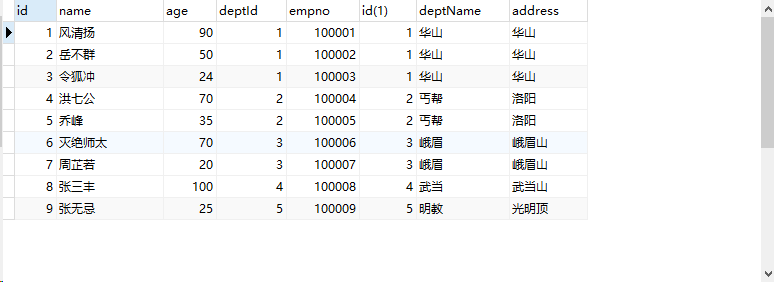 id name age deptId empno id(1) deptName address
1 风清扬 90 1 100001 1 华山 华山
2 岳不群 50 1 100002 1 华山 华山
3 令狐冲 24 1 100003 1 华山 华山
4 洪七公 70 2 100004 2 丐帮 洛阳
5 乔峰 35 2 100005 2 丐帮 洛阳
6 灭绝师太 70 3 100006 3 峨眉 峨眉山
7 周芷若 20 3 100007 3 峨眉 峨眉山
8 张三丰 100 4 100008 4 武当 武当山
9 张无忌 25 5 100009 5 明教 光明顶